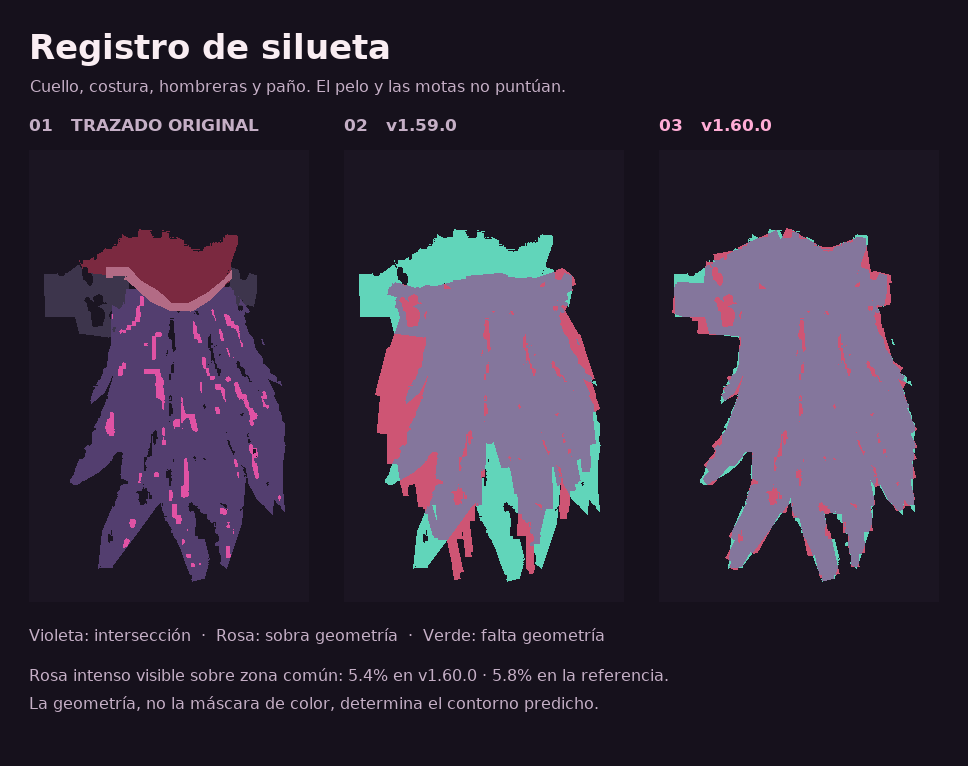 Registro de silueta
Cuello, costura, hombreras y paño. El pelo y las motas no puntúan.
01 TRAZADO ORIGINAL
02 v1.59.0
03 v1.60.0
Violeta: intersección · Rosa: sobra geometría · Verde: falta geometría
Rosa intenso visible sobre zona común: 5.4% en v1.60.0 · 5.8% en la referencia.
La geometría, no la máscara de color, determina el contorno predicho.